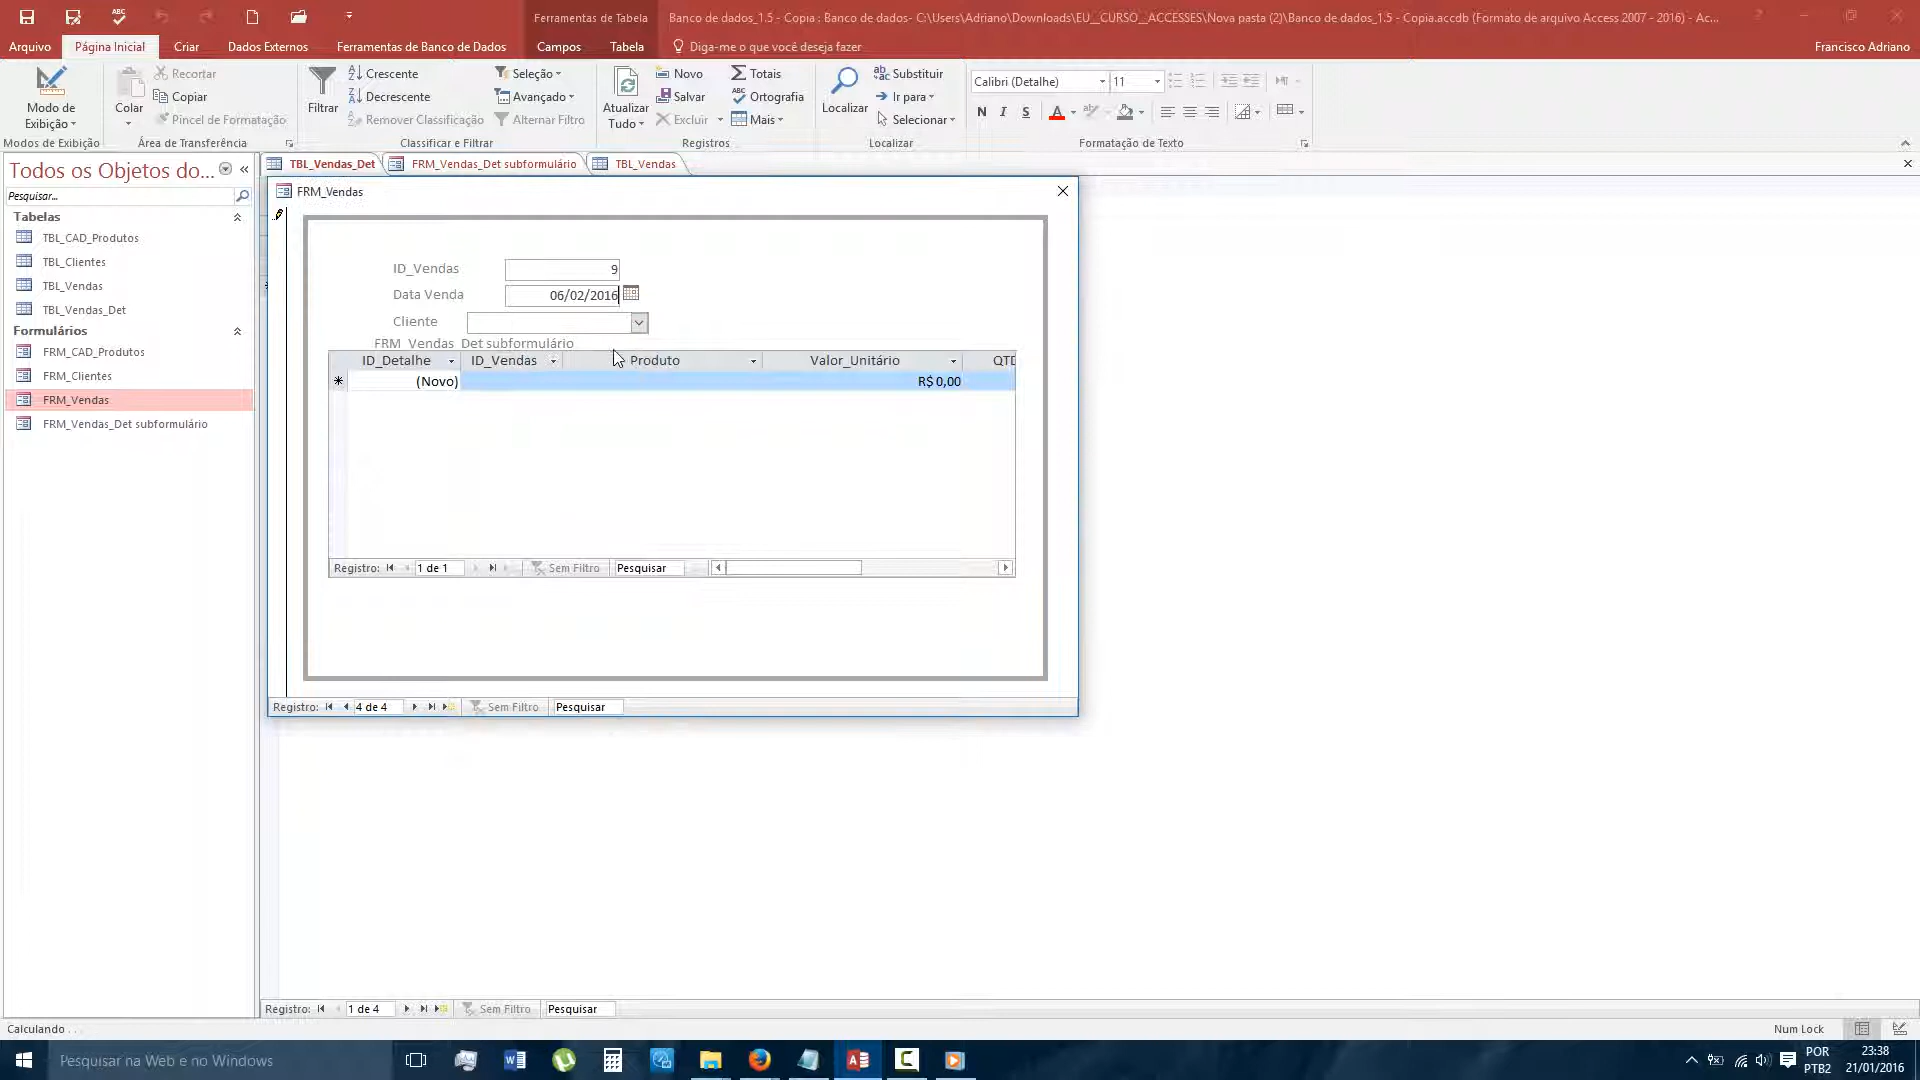 Ferramentas de Tabela
Banco de dados_1.5 - Copia : Banco de dados- C:\Users\Adriano\Downloads\EU__CURSO__ACCESSES\Nova pasta (2)\Banco de dados_1.5 - Copia.accdb (Formato de arquivo Access 2007 - 2016) - Ac...
Arquivo
Página Inicial
Criar
Dados Externos
Ferramentas de Banco de Dados
Campos
Tabela
Diga-me o que você deseja fazer
Francisco Adriano
Modo de Exibição
Modos de Exibição
Colar
Recortar
Copiar
Pincel de Formatação
Área de Transferência
Filtrar
Crescente
Decrescente
Remover Classificação
Seleção
Avançado
Alternar Filtro
Classificar e Filtrar
Atualizar Tudo
Novo
Salvar
Excluir
Totais
Ortografia
Mais
Registros
Localizar
Substituir
Ir para
Selecionar
Localizar
Calibri (Detalhe)
11
N I S
Formatação de Texto
Todos os Objetos do...
Pesquisar...
Tabelas
TBL_CAD_Produtos
TBL_Clientes
TBL_Vendas
TBL_Vendas_Det
Formulários
FRM_CAD_Produtos
FRM_Clientes
FRM_Vendas
FRM_Vendas_Det subformulário
TBL_Vendas_Det
FRM_Vendas_Det subformulário
TBL_Vendas
FRM_Vendas
ID_Vendas 9
Data Venda 06/02/2016
Cliente
FRM_Vendas_Det subformulário
ID_Detalhe ID_Vendas Produto Valor_Unitário QTD
(Novo) R$ 0,00
Registro: 1 de 1 Sem Filtro Pesquisar
Registro: 4 de 4 Sem Filtro Pesquisar
Registro: 1 de 4 Sem Filtro Pesquisar
Calculando . . .
Num Lock
Pesquisar na Web e no Windows
POR
PTB2
23:38
21/01/2016